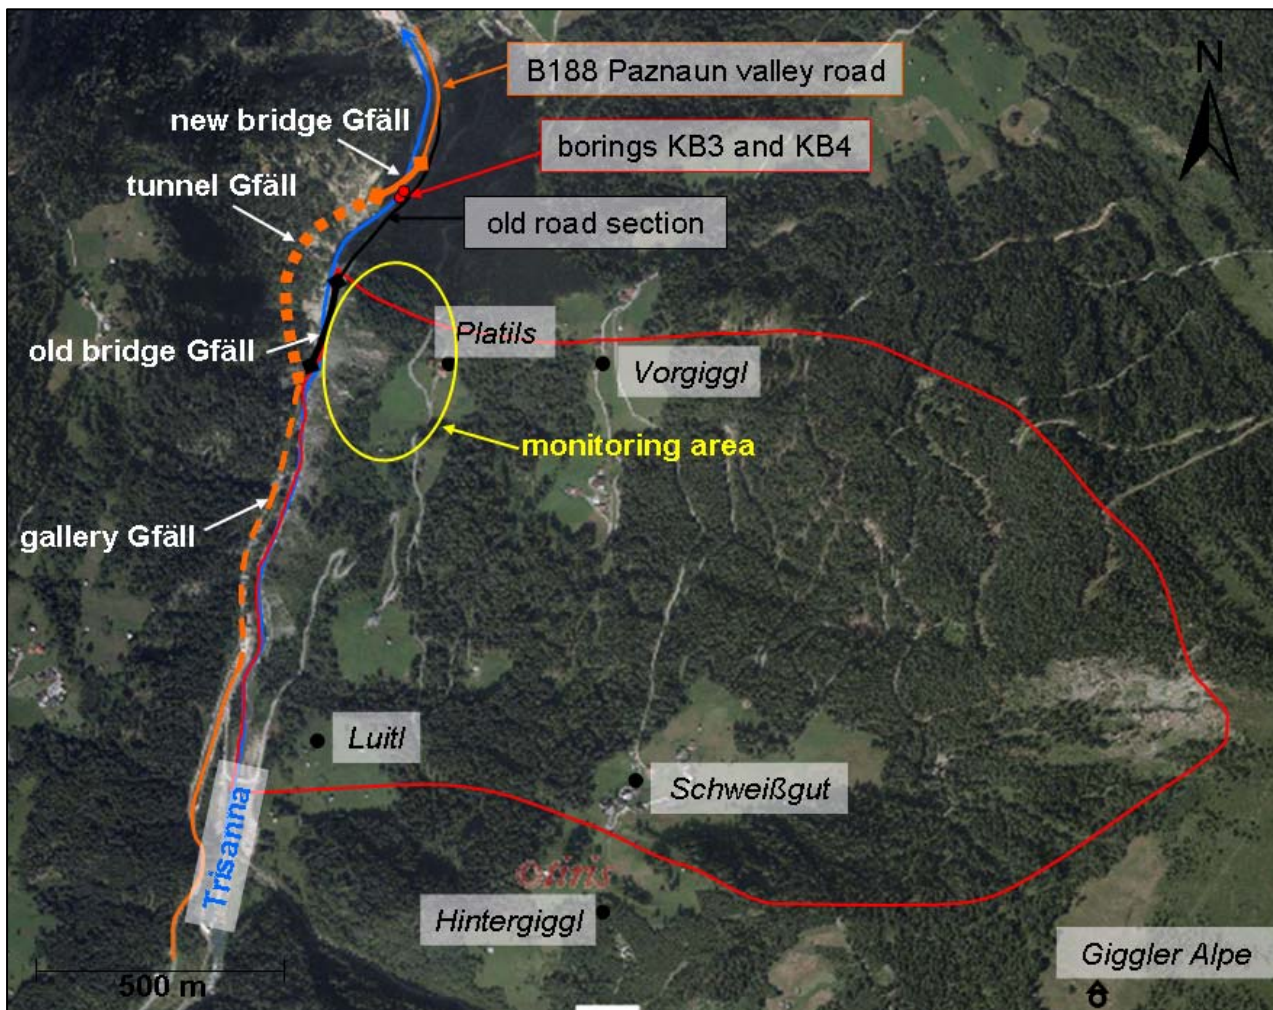 N
B188 Paznaun valley road
new bridge Gfäll
borings KB3 and KB4
tunnel Gfäll
old road section
old bridge Gfäll
Platils
Vorgiggl
monitoring area
gallery Gfäll
Luitl
Schweißgut
Trisanna
©tiris
Hintergiggl
Giggler Alpe
500 m